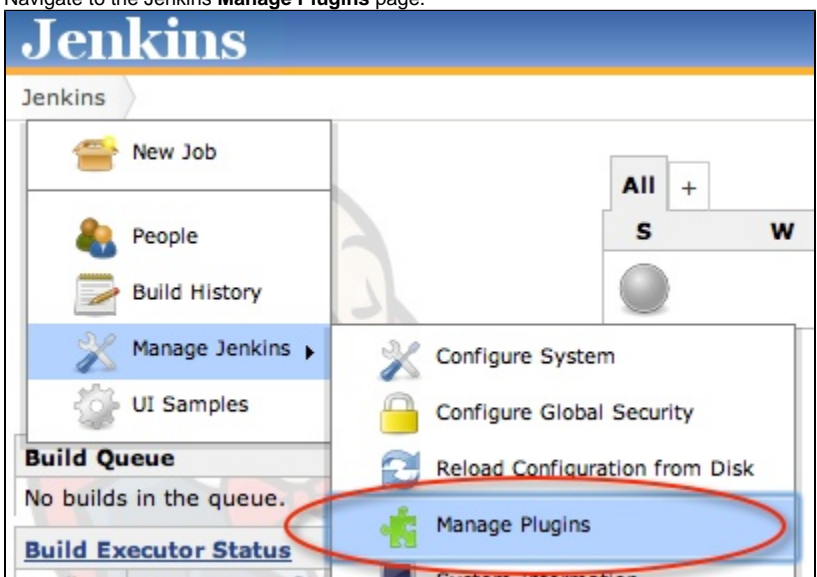 Navigate to the Jenkins Manage Plugins page.
Jenkins
Jenkins
New Job
People
Build History
Manage Jenkins
UI Samples
All +
S W
Configure System
Configure Global Security
Reload Configuration from Disk
Manage Plugins
System Information
Build Queue
No builds in the queue.
Build Executor Status